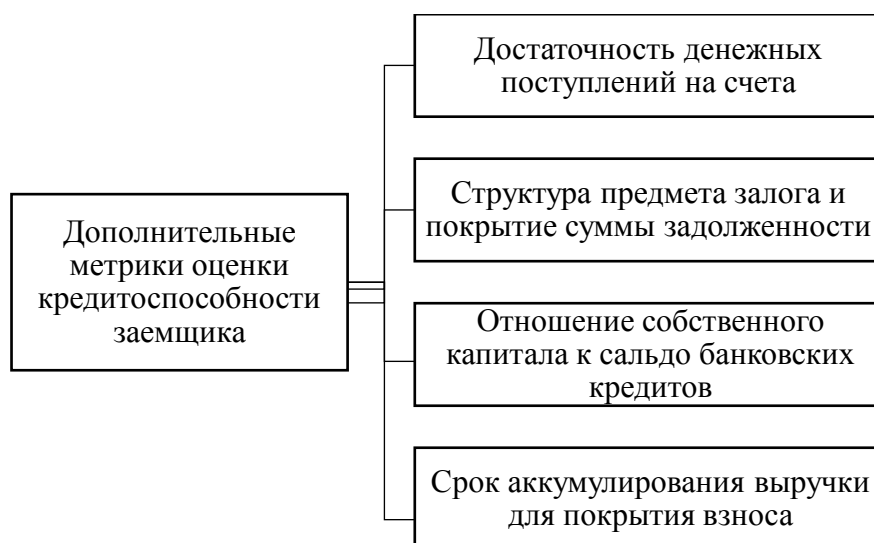 Достаточность денежных
поступлений на счета
Структура предмета залога и
покрытие суммы задолженности
Дополнительные
метрики оценки
кредитоспособности
заемщика
Отношение собственного
капитала к сальдо банковских
кредитов
Срок аккумулирования выручки
для покрытия взноса